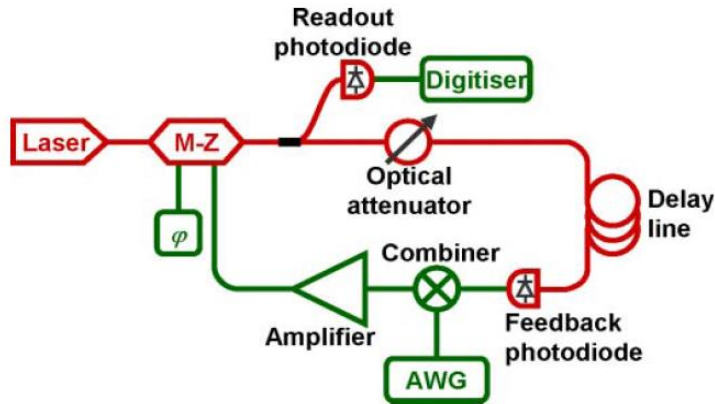 Readout
photodiode
Digitiser
Laser
M-Z
Optical
attenuator
Delay
line
φ
Combiner
Amplifier
Feedback
photodiode
AWG